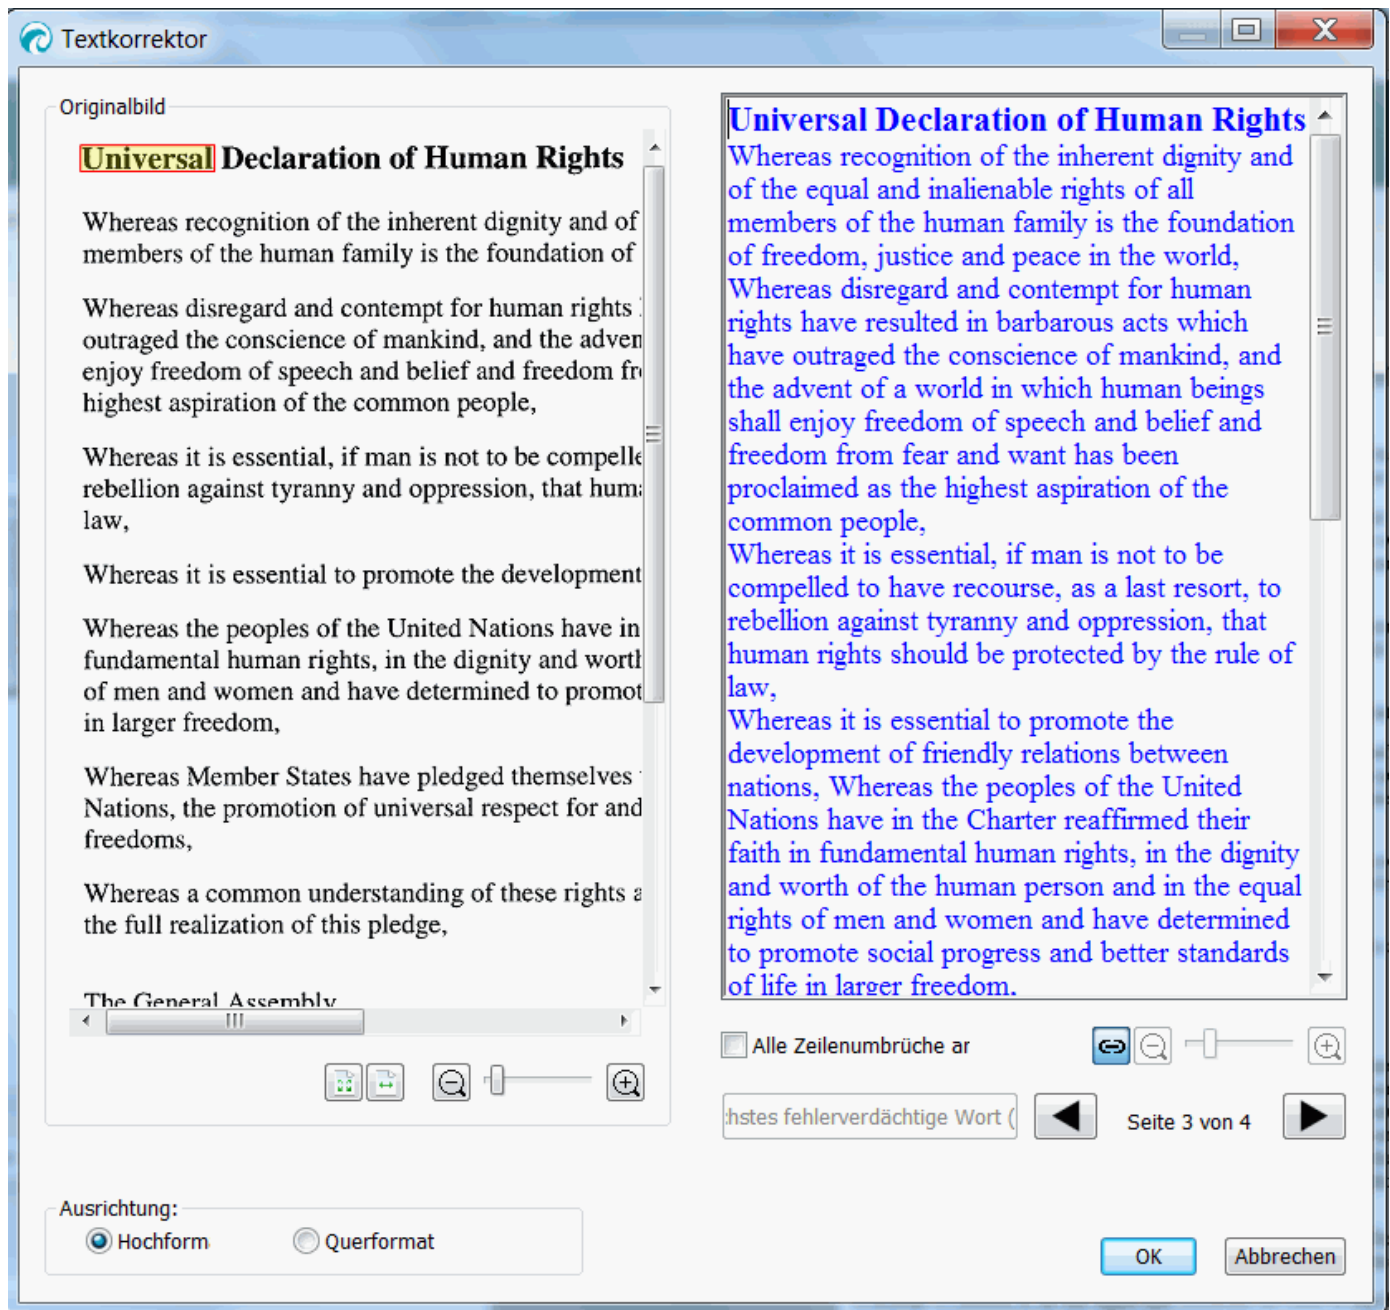 Textkorrektor
Originalbild
Universal Declaration of Human Rights
Whereas recognition of the inherent dignity and of
members of the human family is the foundation of
Whereas disregard and contempt for human rights
outraged the conscience of mankind, and the adven
enjoy freedom of speech and belief and freedom fr
highest aspiration of the common people,
Whereas it is essential, if man is not to be compelle
rebellion against tyranny and oppression, that hum
law,
Whereas it is essential to promote the development
Whereas the peoples of the United Nations have in
fundamental human rights, in the dignity and wort
of men and women and have determined to promot
in larger freedom,
Whereas Member States have pledged themselves
Nations, the promotion of universal respect for and
freedoms,
Whereas a common understanding of these rights a
the full realization of this pledge,
The General Assembly
Universal Declaration of Human Rights
Whereas recognition of the inherent dignity and
of the equal and inalienable rights of all
members of the human family is the foundation
of freedom, justice and peace in the world,
Whereas disregard and contempt for human
rights have resulted in barbarous acts which
have outraged the conscience of mankind, and
the advent of a world in which human beings
shall enjoy freedom of speech and belief and
freedom from fear and want has been
proclaimed as the highest aspiration of the
common people,
Whereas it is essential, if man is not to be
compelled to have recourse, as a last resort, to
rebellion against tyranny and oppression, that
human rights should be protected by the rule of
law,
Whereas it is essential to promote the
development of friendly relations between
nations, Whereas the peoples of the United
Nations have in the Charter reaffirmed their
faith in fundamental human rights, in the dignity
and worth of the human person and in the equal
rights of men and women and have determined
to promote social progress and better standards
of life in larger freedom.
Alle Zeilenumbrüche ar
hstes fehlerverdächtige Wort (
Seite 3 von 4
Ausrichtung:
Hochform
Querformat
OK
Abbrechen